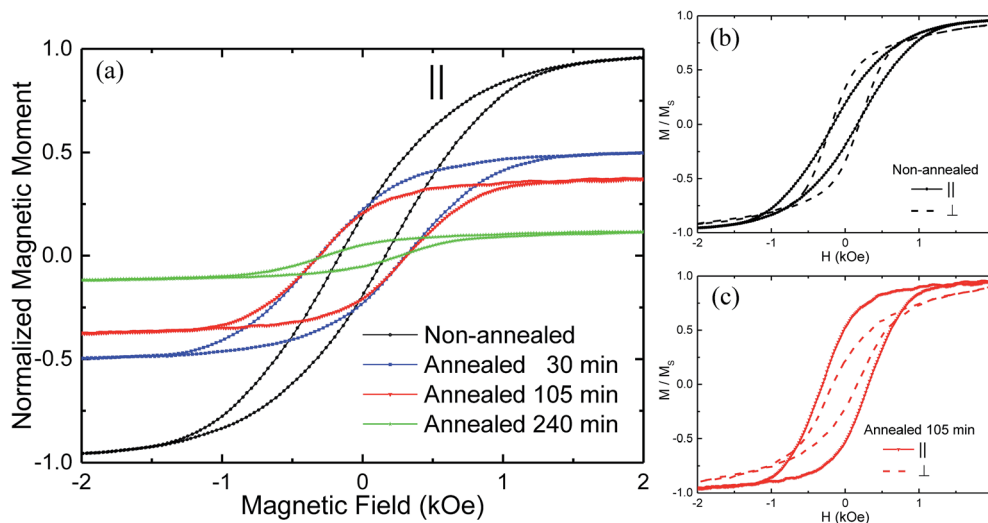 (a)
||
Normalized Magnetic Moment
1.0
0.5
0.0
-0.5
-1.0
Non-annealed
Annealed 30 min
Annealed 105 min
Annealed 240 min
-2 -1 0 1 2
Magnetic Field (kOe)
(b)
M / MS
1.0
0.5
0.0
-0.5
-1.0
Non-annealed
||
⊥
-2 -1 0 1
H (kOe)
(c)
M / MS
1.0
0.5
0.0
-0.5
-1.0
Annealed 105 min
||
⊥
-2 -1 0 1
H (kOe)